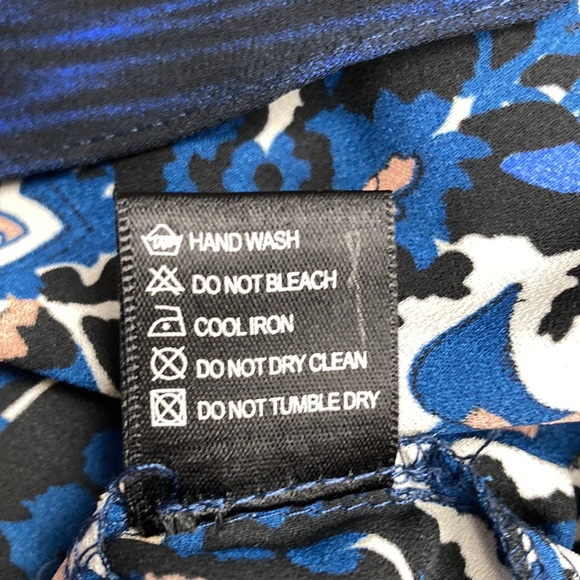 HAND WASH
DO NOT BLEACH
COOL IRON
DO NOT DRY CLEAN
DO NOT TUMBLE DRY